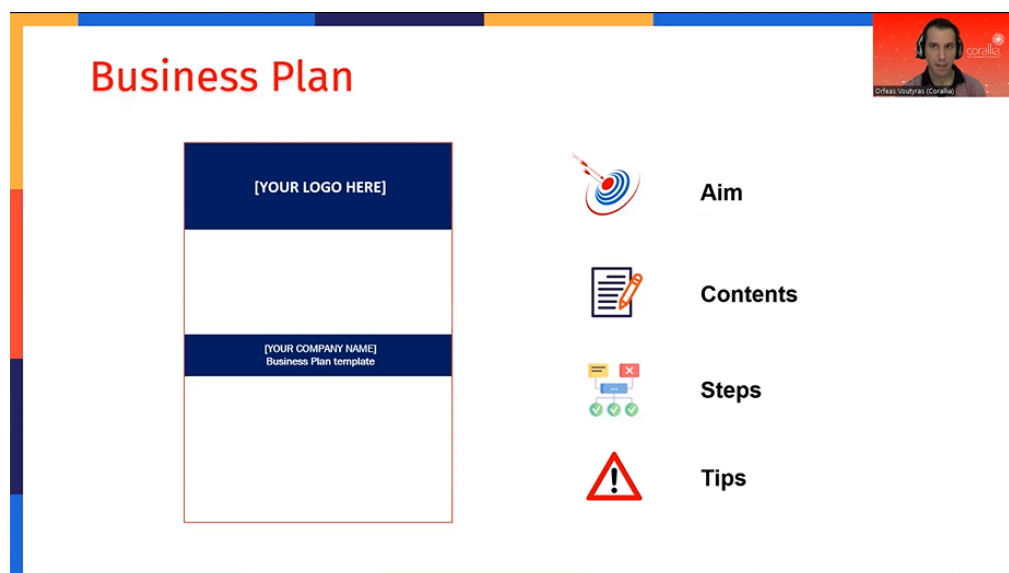 Business Plan
corallia
Orfeas Voutyras (Corallia)
[YOUR LOGO HERE]
[YOUR COMPANY NAME]
Business Plan template
Aim
Contents
Steps
Tips